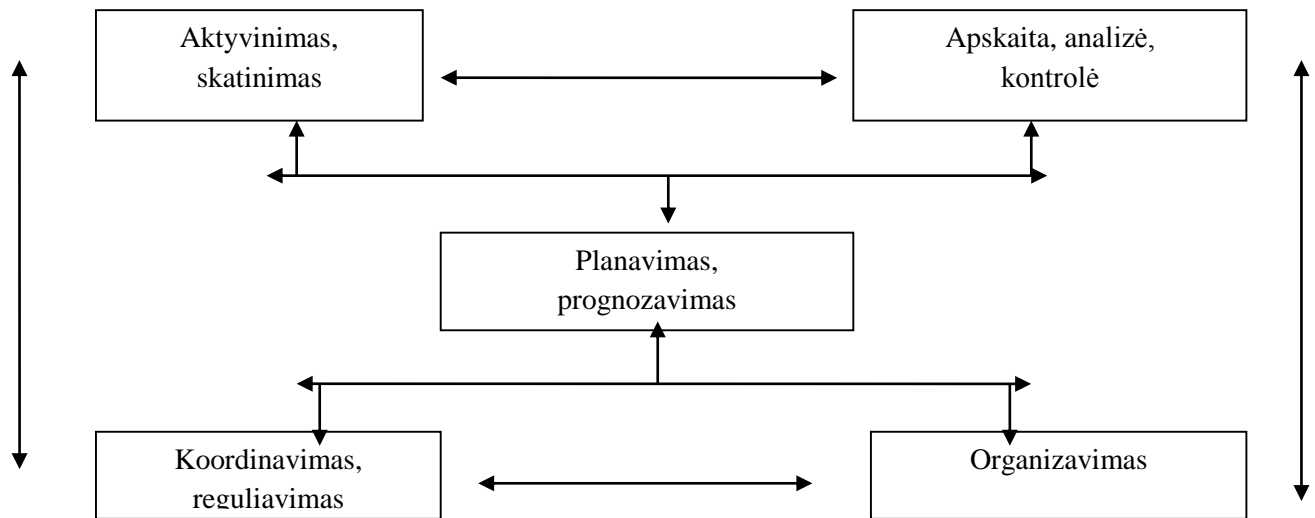 Aktyvinimas,
skatinimas
Apskaita, analizė,
kontrolė
Planavimas,
prognozavimas
Koordinavimas,
reguliavimas
Organizavimas